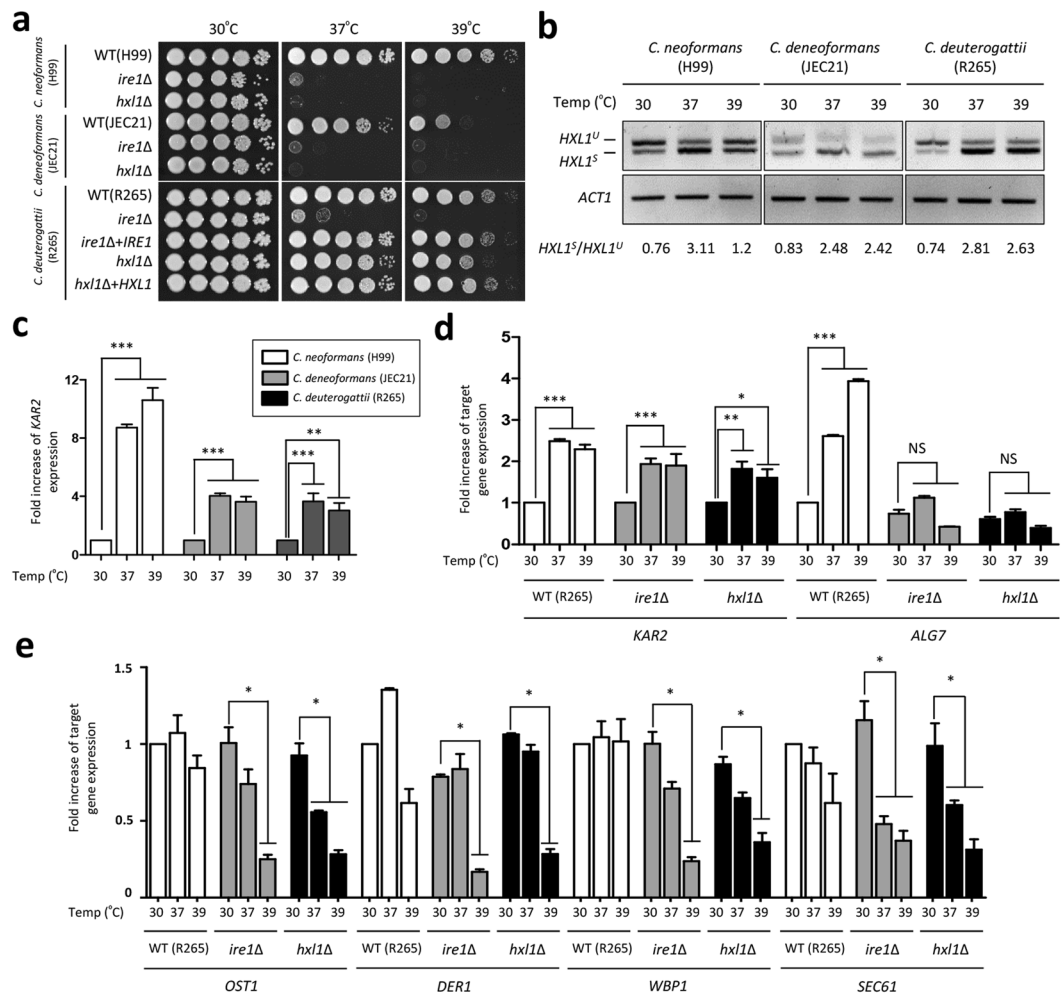 a
30°C 37°C 39°C
C. neoformans (H99)
WT(H99)
ire1Δ
hxl1Δ
C. deneoformans (JEC21)
WT(JEC21)
ire1Δ
hxl1Δ
C. deuterogattii (R265)
WT(R265)
ire1Δ
ire1Δ+IRE1
hxl1Δ
hxl1Δ+HXL1
b
C. neoformans (H99) C. deneoformans (JEC21) C. deuterogattii (R265)
Temp (°C) 30 37 39 30 37 39 30 37 39
HXL1ᵁ
HXL1ˢ
ACT1
HXL1ˢ/HXL1ᵁ 0.76 3.11 1.2 0.83 2.48 2.42 0.74 2.81 2.63
c
Fold increase of KAR2 expression
12
8
4
0
*** *** *** **
C. neoformans (H99)
C. deneoformans (JEC21)
C. deuterogattii (R265)
Temp (°C) 30 37 39 30 37 39 30 37 39
d
Fold increase of target gene expression
5
4
3
2
1
0
*** *** ** * *** NS NS
Temp (°C) 30 37 39 30 37 39 30 37 39 30 37 39 30 37 39 30 37 39
WT (R265) ire1Δ hxl1Δ WT (R265) ire1Δ hxl1Δ
KAR2 ALG7
e
Fold increase of target gene expression
1.5
1
0.5
0
* * * * * * * *
Temp (°C) 30 37 39 30 37 39 30 37 39 30 37 39 30 37 39 30 37 39 30 37 39 30 37 39 30 37 39 30 37 39 30 37 39 30 37 39
WT (R265) ire1Δ hxl1Δ WT (R265) ire1Δ hxl1Δ WT (R265) ire1Δ hxl1Δ WT (R265) ire1Δ hxl1Δ
OST1 DER1 WBP1 SEC61